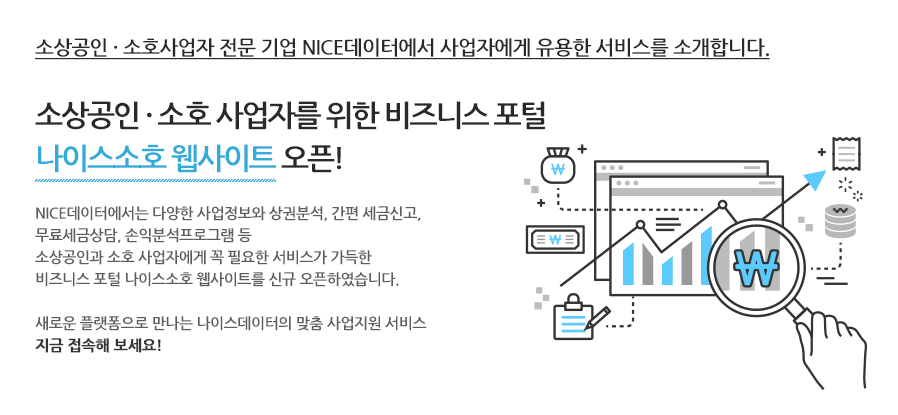 소상공인 · 소호사업자 전문 기업 NICE데이터에서 사업자에게 유용한 서비스를 소개합니다.
소상공인 · 소호 사업자를 위한 비즈니스 포털
나이스소호 웹사이트 오픈!
NICE데이터에서는 다양한 사업정보와 상권분석, 간편 세금신고,
무료세금상담, 손익분석프로그램 등
소상공인과 소호 사업자에게 꼭 필요한 서비스가 가득한
비즈니스 포털 나이스소호 웹사이트를 신규 오픈하였습니다.
새로운 플랫폼으로 만나는 나이스데이터의 맞춤 사업지원 서비스
지금 접속해 보세요!